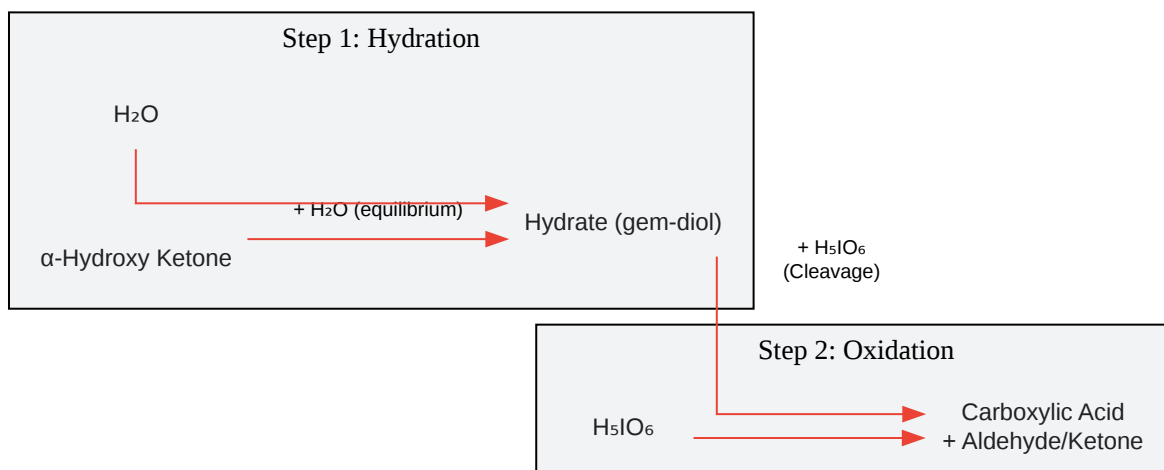 Step 1: Hydration
H₂O
+ H₂O (equilibrium)
Hydrate (gem-diol)
α-Hydroxy Ketone
+ H₅IO₆
(Cleavage)
Step 2: Oxidation
H₅IO₆
Carboxylic Acid
+ Aldehyde/Ketone